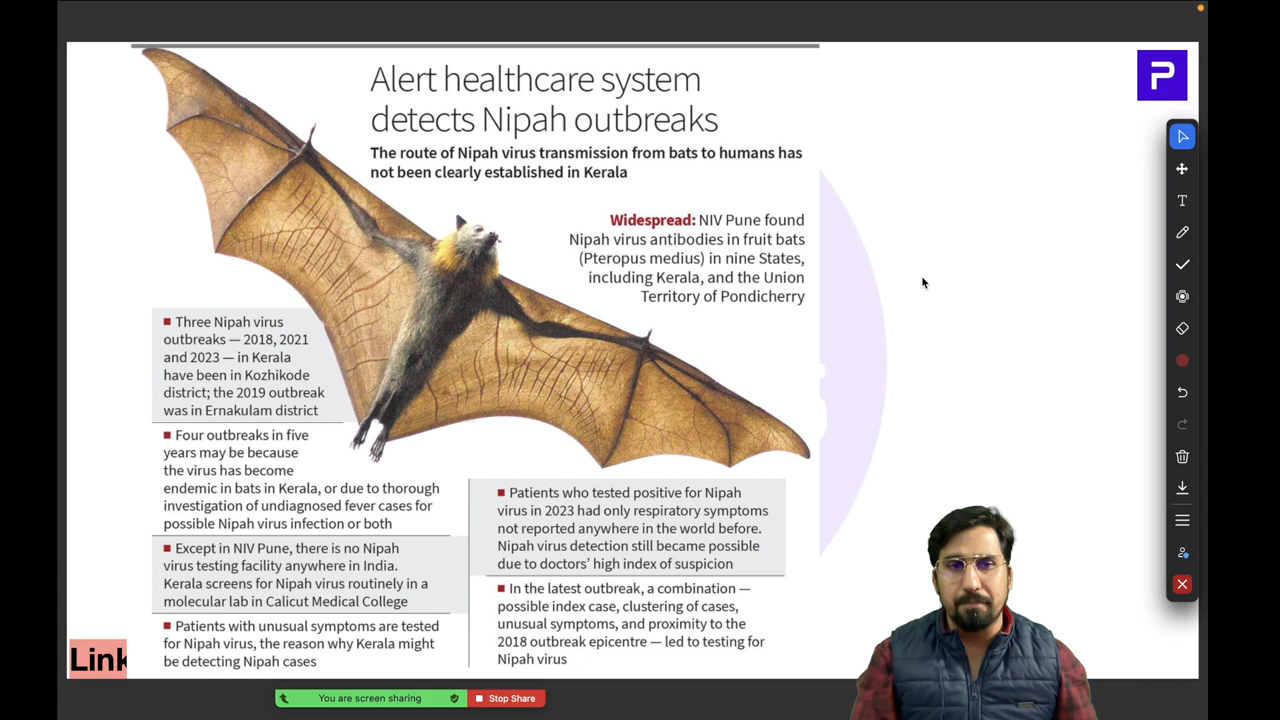 Alert healthcare system
detects Nipah outbreaks
The route of Nipah virus transmission from bats to humans has
not been clearly established in Kerala
Widespread: NIV Pune found
Nipah virus antibodies in fruit bats
(Pteropus medius) in nine States,
including Kerala, and the Union
Territory of Pondicherry
■ Three Nipah virus
outbreaks — 2018, 2021
and 2023 — in Kerala
have been in Kozhikode
district; the 2019 outbreak
was in Ernakulam district
■ Four outbreaks in five
years may be because
the virus has become
endemic in bats in Kerala, or due to thorough
investigation of undiagnosed fever cases for
possible Nipah virus infection or both
■ Except in NIV Pune, there is no Nipah
virus testing facility anywhere in India.
Kerala screens for Nipah virus routinely in a
molecular lab in Calicut Medical College
■ Patients with unusual symptoms are tested
for Nipah virus, the reason why Kerala might
be detecting Nipah cases
■ Patients who tested positive for Nipah
virus in 2023 had only respiratory symptoms
not reported anywhere in the world before.
Nipah virus detection still became possible
due to doctors’ high index of suspicion
■ In the latest outbreak, a combination —
possible index case, clustering of cases,
unusual symptoms, and proximity to the
2018 outbreak epicentre — led to testing for
Nipah virus
Link
P
T
You are screen sharing
Stop Share